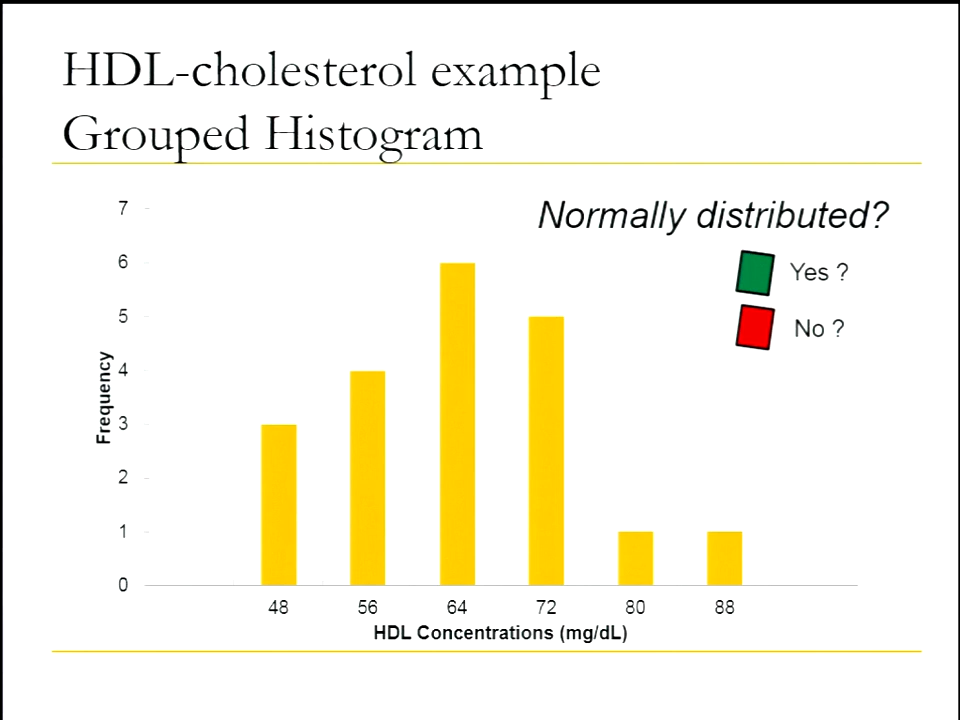 HDL-cholesterol example
Grouped Histogram
Normally distributed?
Yes ?
No ?
7
6
5
4
3
2
1
0
Frequency
48 56 64 72 80 88
HDL Concentrations (mg/dL)